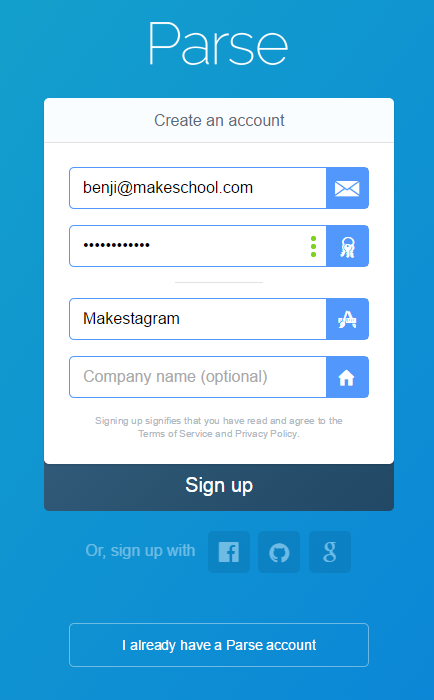 Parse
Create an account
benji@makeschool.com
••••••••••••
Makestagram
Company name (optional)
Signing up signifies that you have read and agree to the
Terms of Service and Privacy Policy.
Sign up
Or, sign up with
I already have a Parse account